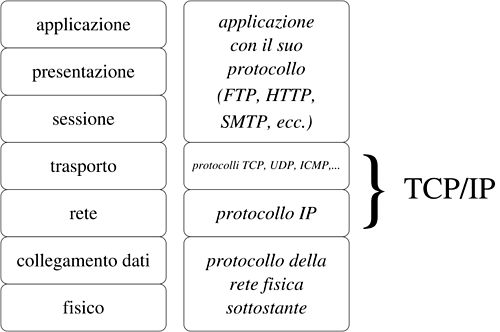 applicazione
presentazione
sessione
trasporto
rete
collegamento dati
fisico
applicazione
con il suo
protocollo
(FTP, HTTP,
SMTP, ecc.)
protocolli TCP, UDP, ICMP,...
protocollo IP
protocollo della
rete fisica
sottostante
TCP/IP